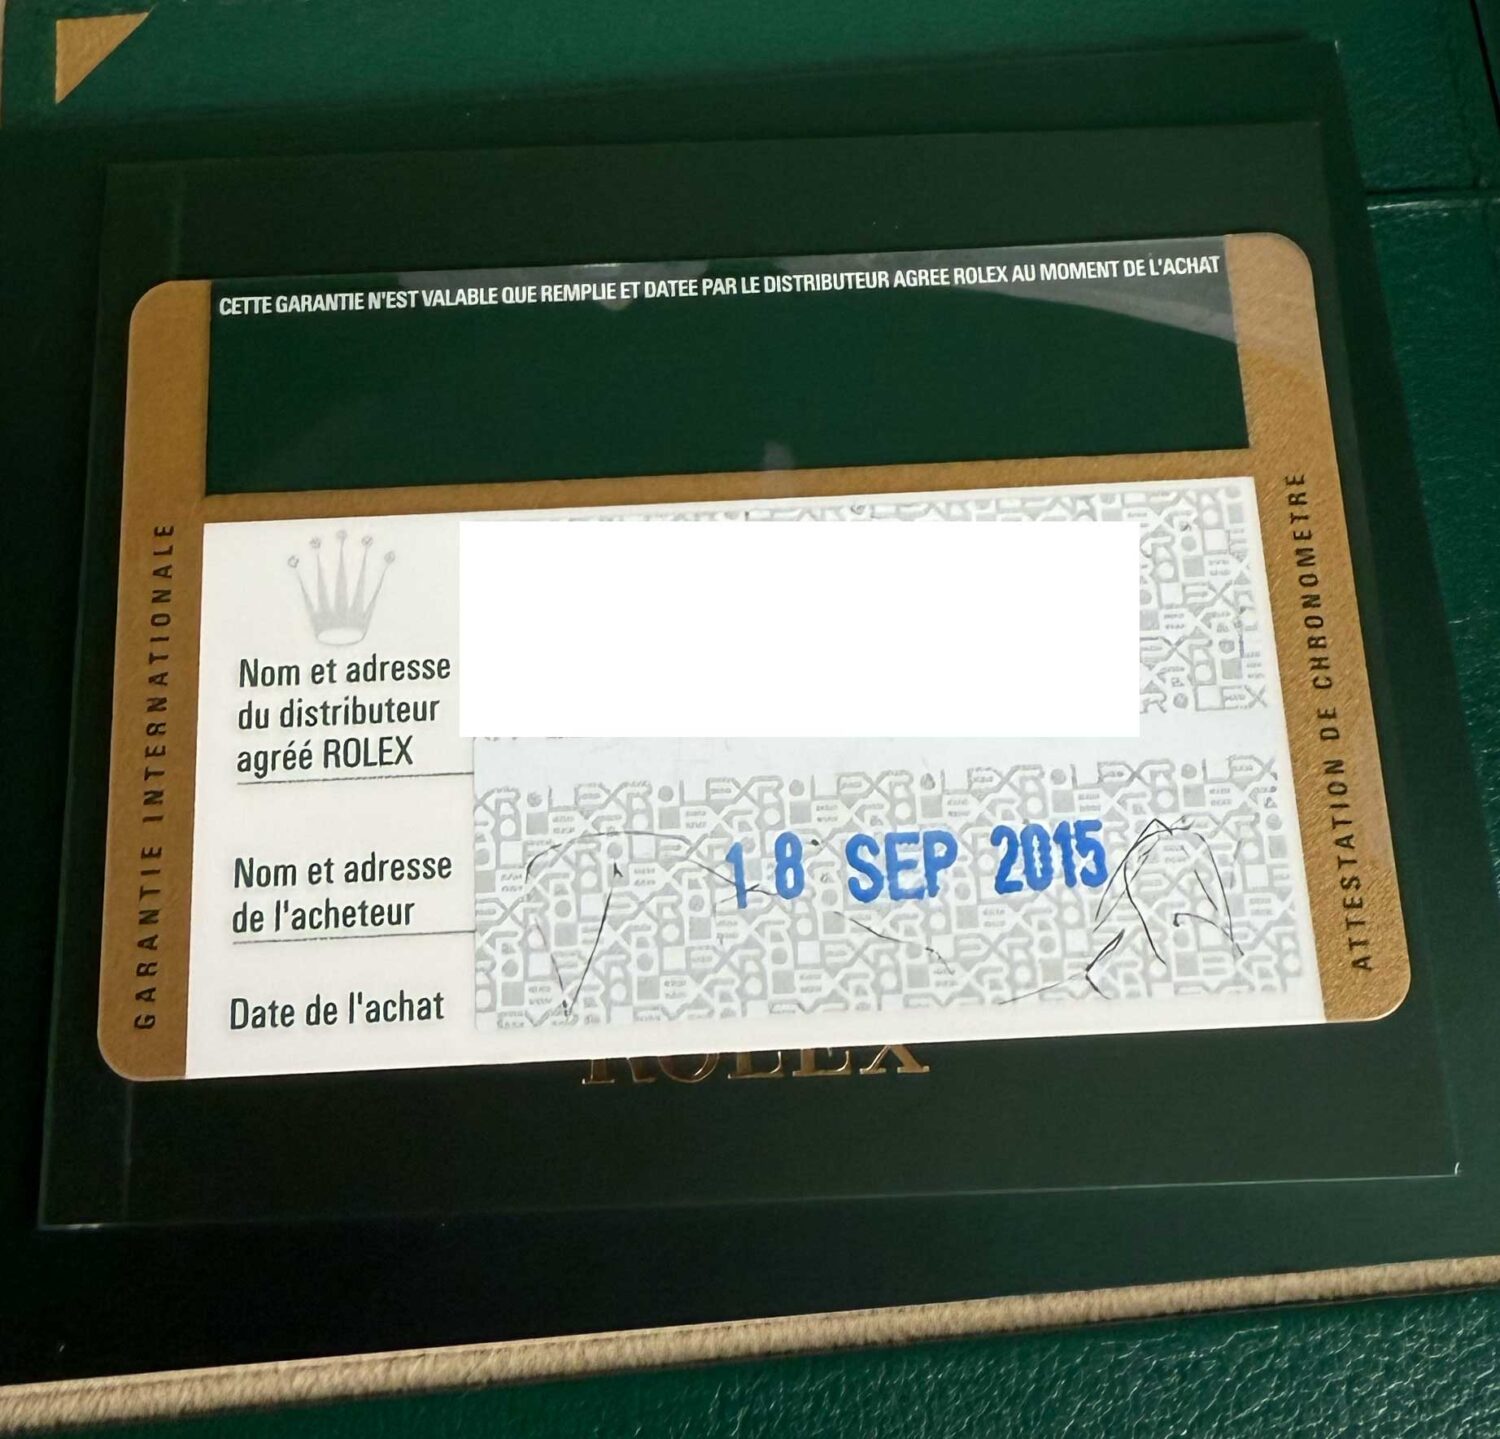 CETTE GARANTIE N'EST VALABLE QUE REMPLIE ET DATEE PAR LE DISTRIBUTEUR AGREE ROLEX AU MOMENT DE L'ACHAT
GARANTIE INTERNATIONALE
Nom et adresse
du distributeur
agréé ROLEX
Nom et adresse
de l'acheteur
18 SEP 2015
Date de l'achat
ATTESTATION DE CHRONOMETRE
ROLEX